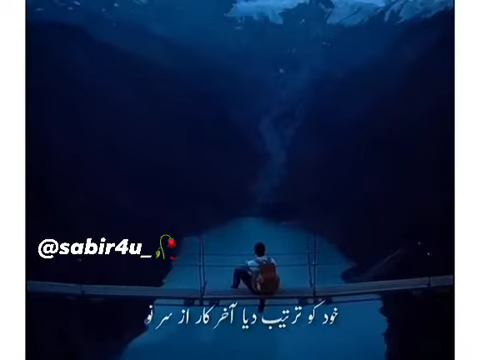 @sabir4u_🥀
خود کو ترتیب دیا آخر کار از سر نو